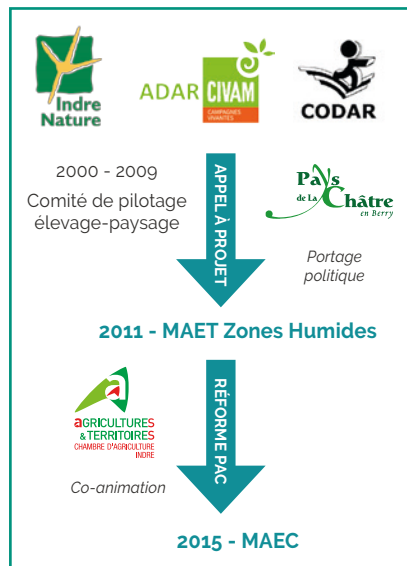 Indre
Nature
ADAR CIVAM
CAMPAGNES
VIVANTES
CODAR
2000 - 2009
Comité de pilotage
élevage-paysage
APPEL À PROJET
Pays
de La Châtre
en Berry
Portage
politique
2011 - MAET Zones Humides
RÉFORME PAC
aGRICULTURES
& TERRITOIRES
CHAMBRE D'AGRICULTURE
INDRE
Co-animation
2015 - MAEC